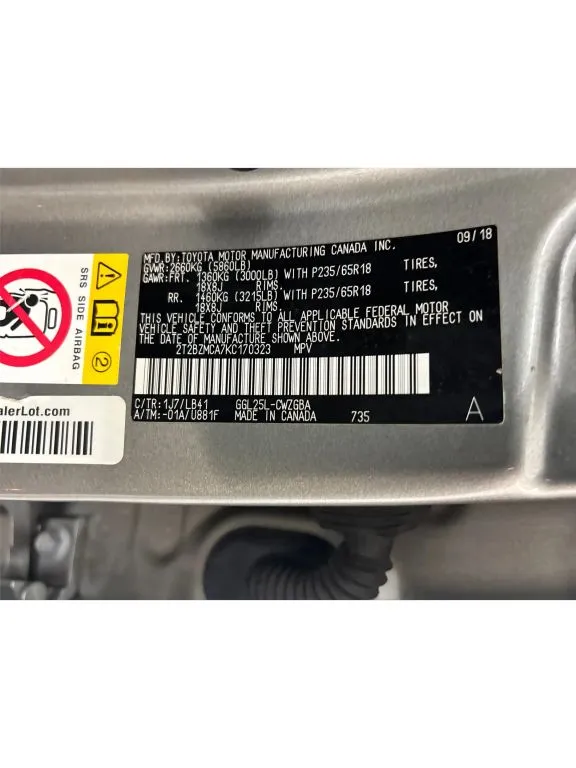 MFD.BY:TOYOTA MOTOR MANUFACTURING CANADA INC. 09/18
GVWR:2660KG (5860LB)
GAWR:FRT. 1360KG (3000LB) WITH P235/65R18 TIRES,
18X8J RIMS.
RR. 1460KG (3215LB) WITH P235/65R18 TIRES,
18X8J RIMS.
THIS VEHICLE CONFORMS TO ALL APPLICABLE FEDERAL MOTOR
VEHICLE SAFETY AND THEFT PREVENTION STANDARDS IN EFFECT ON
THE DATE OF MANUFACTURE SHOWN ABOVE.
2T2BZMCA7KC170323 MPV
C/TR:1J7/LB41 GGL25L-CWZGBA
A/TM:-01A/U881F MADE IN CANADA 735 A
SRS SIDE AIRBAG
2
alerLot.com